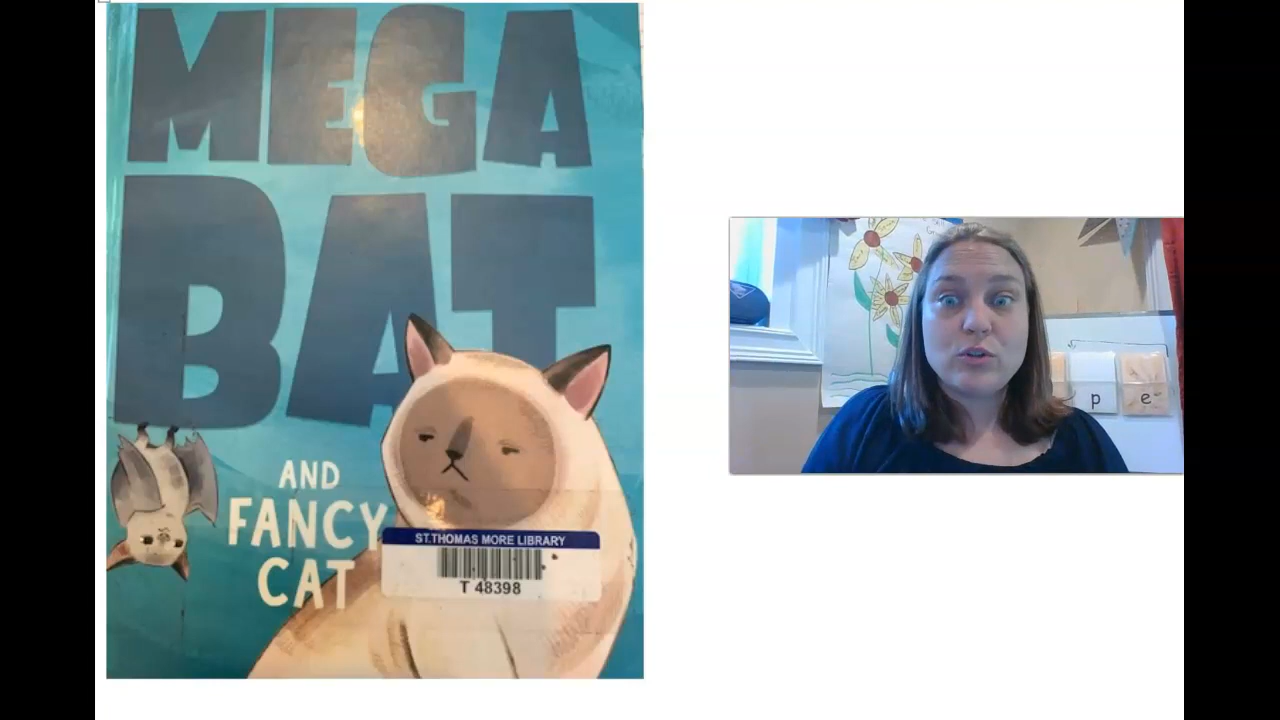 MEGA
BAT
AND
FANCY
CAT
ST.THOMAS MORE LIBRARY
T 48398
p e